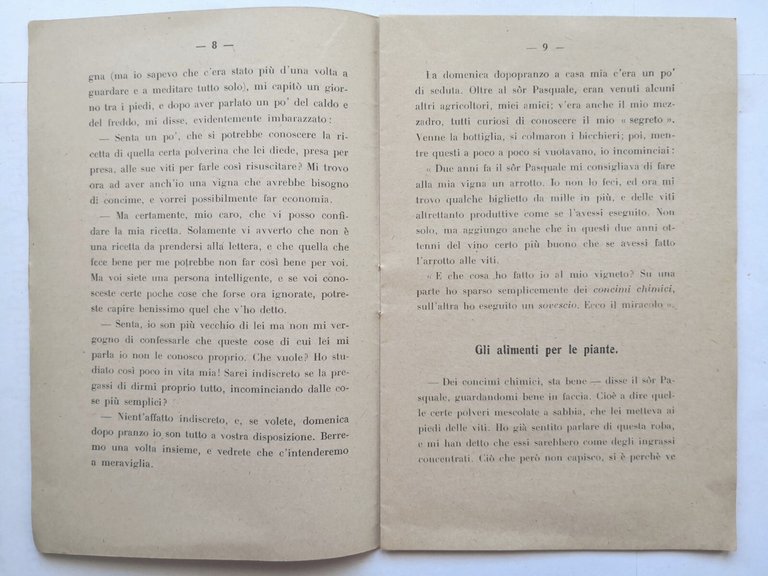 — 8 —
gna (ma io sapevo che c'era stato più d'una volta a
guardare e a meditare tutto solo), mi capitò un gior-
no tra i piedi, e dopo aver parlato un po' del caldo e
del freddo, mi disse, evidentemente imbarazzato:
— Senta un po', che si potrebbe conoscere la ri-
cetta di quella certa polverina che lei diede, presa per
presa, alle sue viti per farle così risuscitare? Mi trovo
ora ad aver anch'io una vigna che avrebbe bisogno
di concime, e vorrei possibilmente far economia.
— Ma certamente, mio caro, che vi posso confi-
dare la mia ricetta. Solamente vi avverto che non è
una ricetta da prendersi alla lettera, e che quella che
fece bene per me potrebbe non far così bene per voi.
Ma voi siete una persona intelligente, e se voi cono-
sceste certe poche cose che forse ora ignorate, potre-
ste capire benissimo quel che v'ho detto.
— Senta, io son più vecchio di lei ma non mi ver-
gogno di confessarle che queste cose di cui lei mi
parla io non le conosco proprio. Che vuole? Ho stu-
diato così poco in vita mia! Sarei indiscreto se la pre-
gassi di dirmi proprio tutto, incominciando dalle co-
se più semplici?
— Nient'affatto indiscreto, e, se volete, domenica
dopo pranzo io son tutto a vostra disposizione. Berre-
mo una volta insieme, e vedrete che c'intenderemo
a meraviglia.
— 9 —
La domenica dopopranzo a casa mia c'era un po'
di seduta. Oltre al sôr Pasquale, eran venuti alcuni
altri agricoltori, miei amici; v'era anche il mio mez-
zadro, tutti curiosi di conoscere il mio « segreto ».
Venne la bottiglia, si colmaron i bicchieri; poi, men-
tre questi a poco a poco si vuotavano, io incominciai:
« Due anni fa il sôr Pasquale mi consigliava di fare
alla mia vigna un arrotto. Io non lo feci, ed ora mi
trovo qualche biglietto da mille in più, e delle viti
altrettanto produttive come se l'avessi eseguito. Non
solo, ma aggiungo anche che in questi due anni ot-
tenni del vino certo più buono che se avessi fatto
l'arrotto alle viti.
« E che cosa ho fatto io al mio vigneto? Su una
parte ho sparso semplicemente dei concimi chimici,
sull'altra ho eseguito un sovescio. Ecco il miracolo ».
Gli alimenti per le piante.
— Dei concimi chimici, sta bene — disse il sôr Pa-
squale, guardandomi bene in faccia. Cioè a dire quel-
le certe polveri mescolate a sabbia, che lei metteva ai
piedi delle viti. Ho già sentito parlare di questa roba,
e mi han detto che essi sarebbero come degli ingrassi
concentrati. Ciò che però non capisco, si è perchè ve